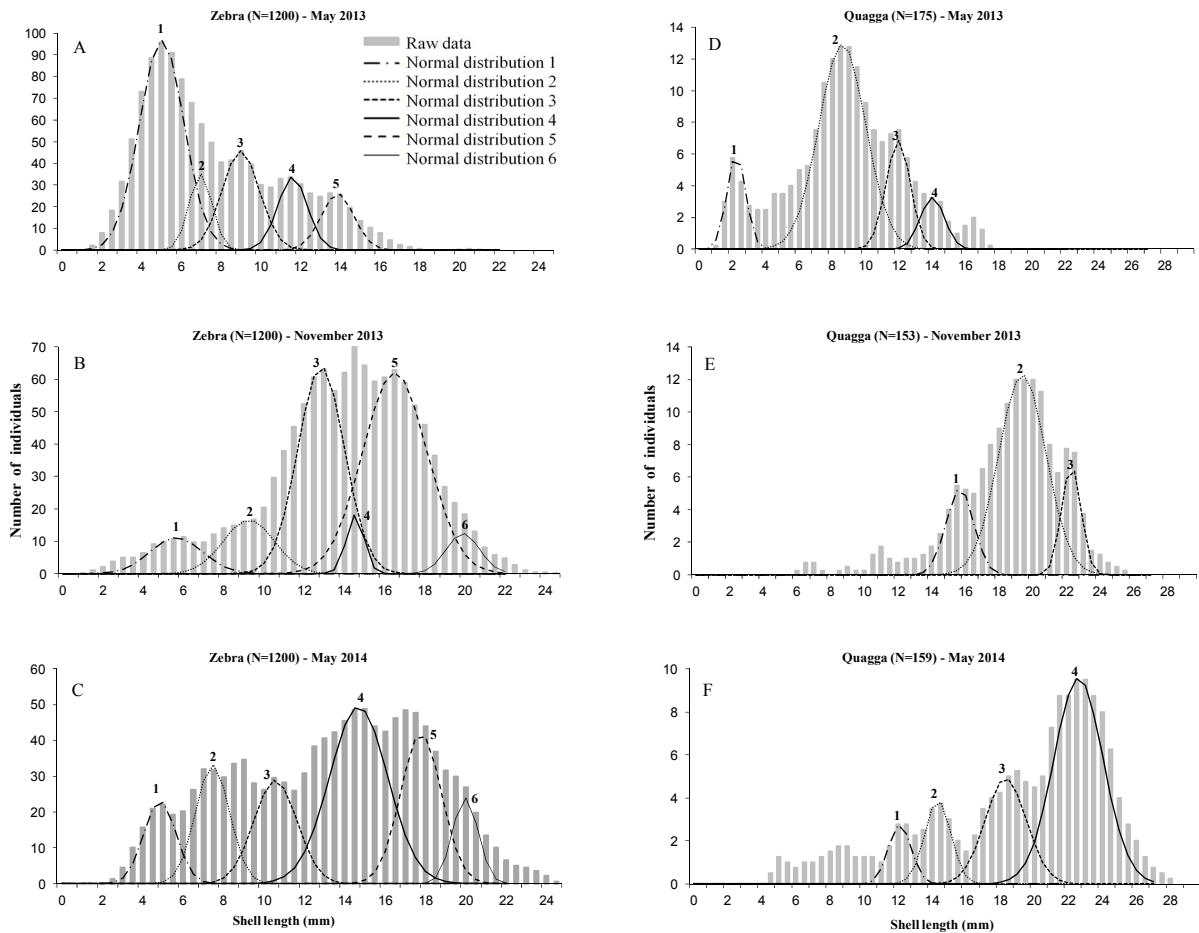 Zebra (N=1200) - May 2013
A
100
90
80
70
60
50
40
30
20
10
0
1
2
3
4
5
Raw data
Normal distribution 1
Normal distribution 2
Normal distribution 3
Normal distribution 4
Normal distribution 5
Normal distribution 6
0 2 4 6 8 10 12 14 16 18 20 22 24
Quagga (N=175) - May 2013
D
14
12
10
8
6
4
2
0
1
2
3
4
0 2 4 6 8 10 12 14 16 18 20 22 24 26 28
Zebra (N=1200) - November 2013
B
Number of individuals
70
60
50
40
30
20
10
0
1
2
3
4
5
6
0 2 4 6 8 10 12 14 16 18 20 22 24
Quagga (N=153) - November 2013
E
Number of individuals
14
12
10
8
6
4
2
0
1
2
3
0 2 4 6 8 10 12 14 16 18 20 22 24 26 28
Zebra (N=1200) - May 2014
C
60
50
40
30
20
10
0
1
2
3
4
5
6
0 2 4 6 8 10 12 14 16 18 20 22 24
Shell length (mm)
Quagga (N=159) - May 2014
F
10
8
6
4
2
0
1
2
3
4
0 2 4 6 8 10 12 14 16 18 20 22 24 26 28
Shell length (mm)